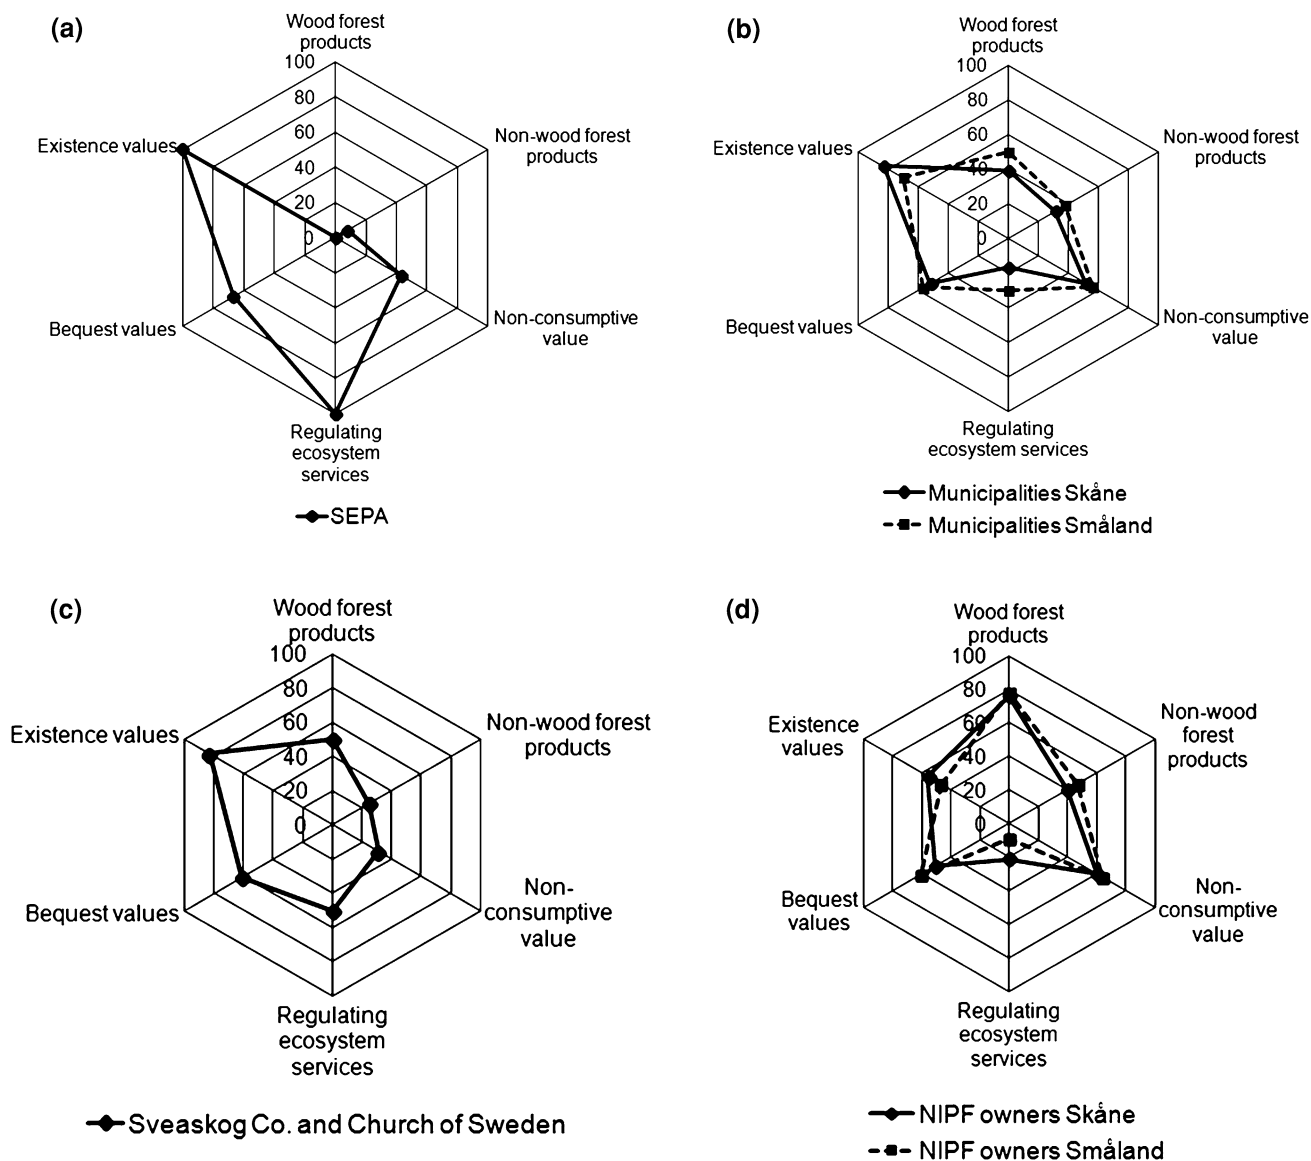 (a)
Wood forest
products
100
80
60
40
20
0
Existence values
Non-wood forest
products
Bequest values
Non-consumptive
value
Regulating
ecosystem
services
SEPA
(b)
Wood forest
products
100
80
60
40
20
0
Existence values
Non-wood forest
products
Bequest values
Non-consumptive
value
Regulating
ecosystem services
Municipalities Skåne
Municipalities Småland
(c)
Wood forest
products
100
80
60
40
20
0
Existence values
Non-wood forest
products
Bequest values
Non-
consumptive
value
Regulating
ecosystem
services
Sveaskog Co. and Church of Sweden
(d)
Wood forest
products
100
80
60
40
20
0
Existence
values
Non-wood
forest
products
Bequest
values
Non-
consumptive
value
Regulating
ecosystem
services
NIPF owners Skåne
NIPF owners Småland